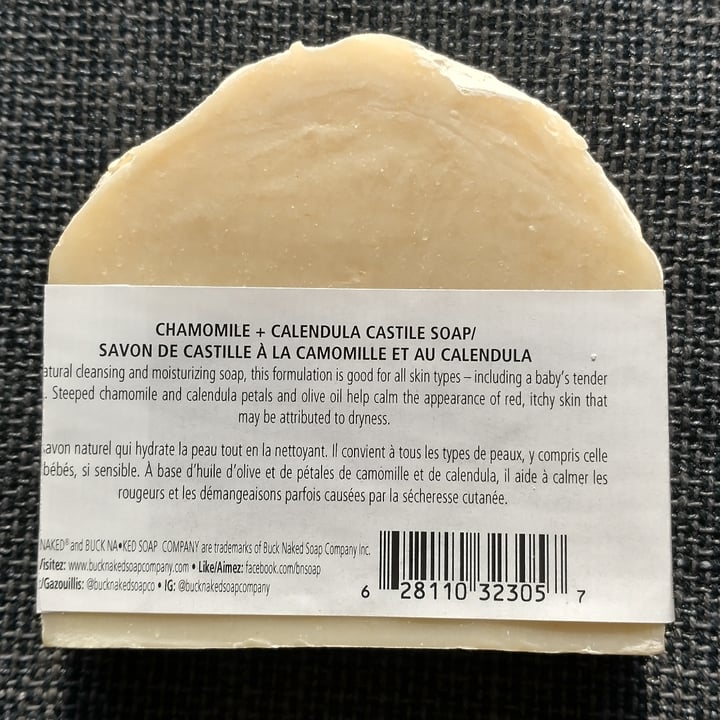 CHAMOMILE + CALENDULA CASTILE SOAP/
SAVON DE CASTILLE À LA CAMOMILLE ET AU CALENDULA
atural cleansing and moisturizing soap, this formulation is good for all skin types – including a baby's tender
. Steeped chamomile and calendula petals and olive oil help calm the appearance of red, itchy skin that
may be attributed to dryness.
avon naturel qui hydrate la peau tout en la nettoyant. Il convient à tous les types de peaux, y compris celle
bébés, si sensible. À base d'huile d'olive et de pétales de camomille et de calendula, il aide à calmer les
rougeurs et les démangeaisons parfois causées par la sécheresse cutanée.
NAKED® and BUCK NA•KED SOAP COMPANY are trademarks of Buck Naked Soap Company Inc.
/isitez: www.bucknakedsoapcompany.com • Like/Aimez: facebook.com/bnsoap
:/Gazouillis: @bucknakedsoapco • IG: @bucknakedsoapcompany
6 28110 32305 7